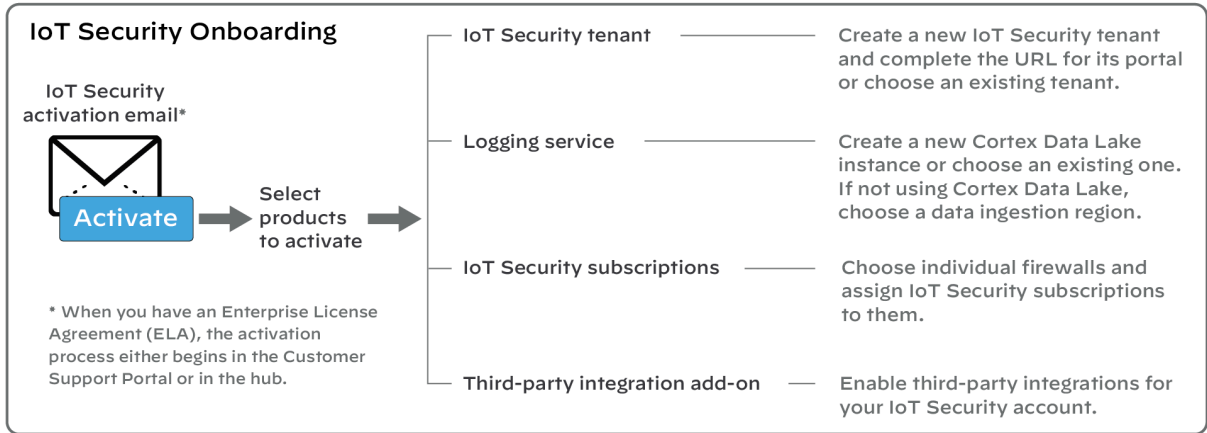 IoT Security Onboarding
IoT Security
activation email*
Activate
Select
products
to activate
* When you have an Enterprise License
Agreement (ELA), the activation
process either begins in the Customer
Support Portal or in the hub.
IoT Security tenant
Create a new IoT Security tenant
and complete the URL for its portal
or choose an existing tenant.
Logging service
Create a new Cortex Data Lake
instance or choose an existing one.
If not using Cortex Data Lake,
choose a data ingestion region.
IoT Security subscriptions
Choose individual firewalls and
assign IoT Security subscriptions
to them.
Third-party integration add-on
Enable third-party integrations for
your IoT Security account.